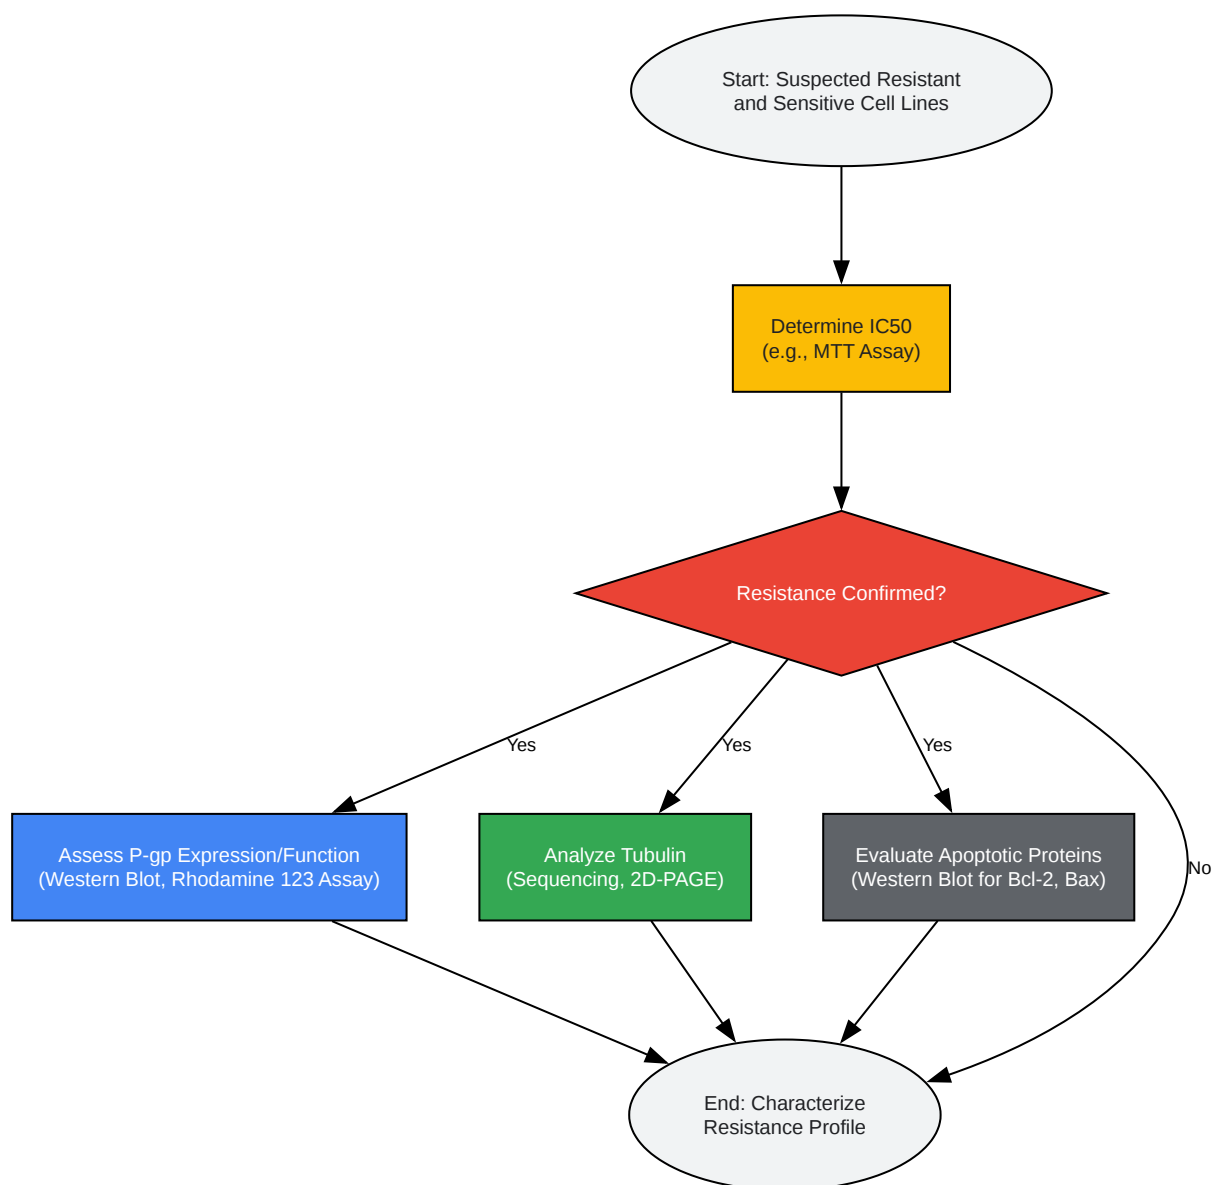 Start: Suspected Resistant
and Sensitive Cell Lines
Determine IC50
(e.g., MTT Assay)
Resistance Confirmed?
Yes
Yes
Yes
Assess P-gp Expression/Function
(Western Blot, Rhodamine 123 Assay)
Analyze Tubulin
(Sequencing, 2D-PAGE)
Evaluate Apoptotic Proteins
(Western Blot for Bcl-2, Bax)
No
End: Characterize
Resistance Profile